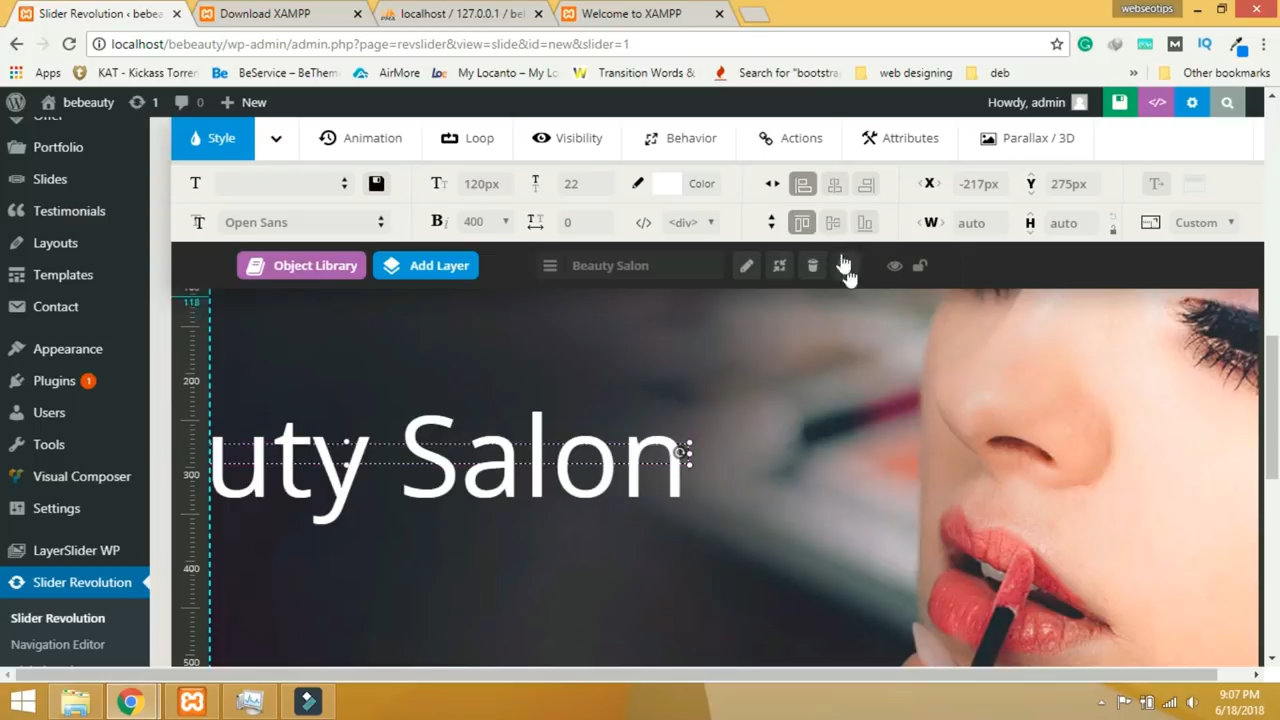 Slider Revolution ‹ bebea
Download XAMPP
localhost / 127.0.0.1 / bel
Welcome to XAMPP
webseotips
localhost/bebeauty/wp-admin/admin.php?page=revslider&view=slide&id=new&slider=1
Apps
KAT - Kickass Torren
Be
BeService – BeThem
AirMore
Loc
My Locanto – My Lo
Transition Words &
Search for "bootstra
web designing
deb
»
Other bookmarks
bebeauty
1
0
New
Howdy, admin
Offer
Portfolio
Slides
Testimonials
Layouts
Templates
Contact
Appearance
Plugins 1
Users
Tools
Visual Composer
Settings
LayerSlider WP
Slider Revolution
Slider Revolution
Navigation Editor
Style
Animation
Loop
Visibility
Behavior
Actions
Attributes
Parallax / 3D
120px
22
Color
X
-217px
Y
275px
Open Sans
400
0
<div>
W
auto
H
auto
Custom
Object Library
Add Layer
Beauty Salon
118
200
300
400
500
uty Salon
9:07 PM
6/18/2018